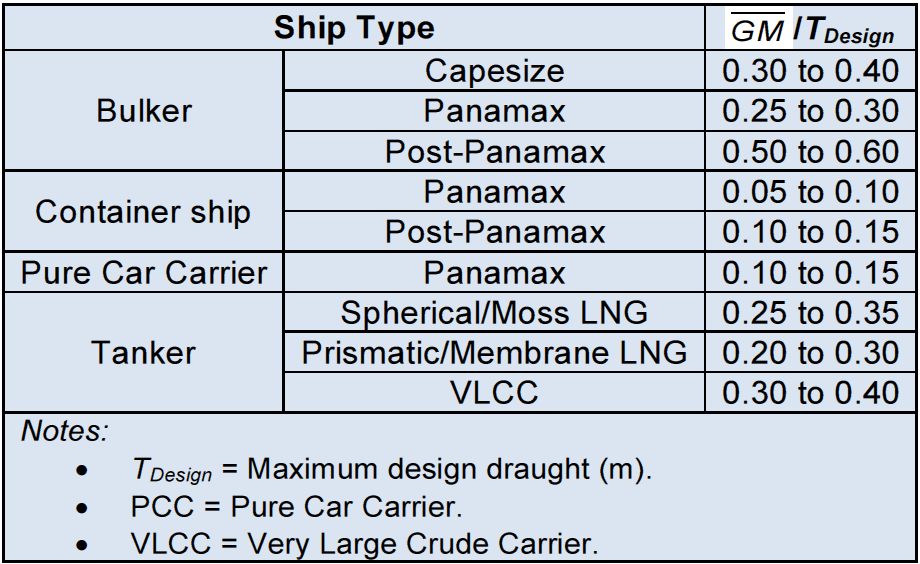 Ship Type GM /TDesign
Bulker Capesize 0.30 to 0.40
Panamax 0.25 to 0.30
Post-Panamax 0.50 to 0.60
Container ship Panamax 0.05 to 0.10
Post-Panamax 0.10 to 0.15
Pure Car Carrier Panamax 0.10 to 0.15
Tanker Spherical/Moss LNG 0.25 to 0.35
Prismatic/Membrane LNG 0.20 to 0.30
VLCC 0.30 to 0.40
Notes:
• TDesign = Maximum design draught (m).
• PCC = Pure Car Carrier.
• VLCC = Very Large Crude Carrier.